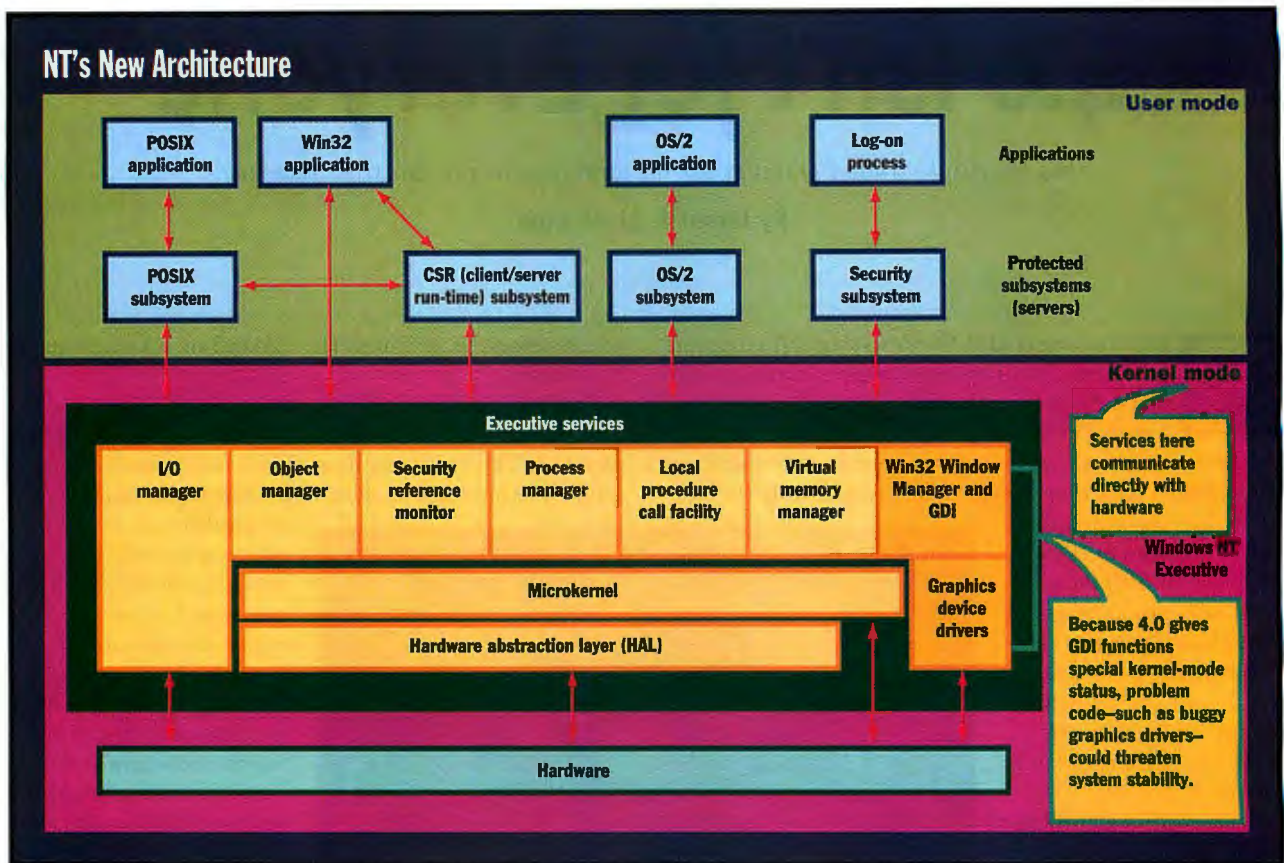 NT's New Architecture
User mode
POSIX
application
Win32
application
OS/2
application
Log-on
process
Applications
POSIX
subsystem
CSR (client/server
run-time) subsystem
OS/2
subsystem
Security
subsystem
Protected
subsystems
(servers)
Kernel mode
Executive services
I/O
manager
Object
manager
Security
reference
monitor
Process
manager
Local
procedure
call facility
Virtual
memory
manager
Win32 Window
Manager and
GDI
Microkernel
Graphics
device
drivers
Hardware abstraction layer (HAL)
Hardware
Services here
communicate
directly with
hardware
Windows NT
Executive
Because 4.0 gives
GDI functions
special kernel-mode
status, problem
code–such as buggy
graphics drivers–
could threaten
system stability.